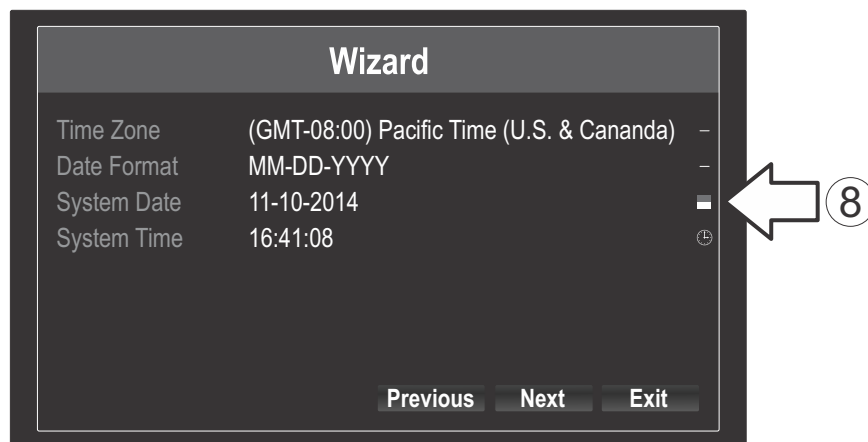 Wizard
Time Zone (GMT-08:00) Pacific Time (U.S. & Cananda)
Date Format MM-DD-YYYY
System Date 11-10-2014
System Time 16:41:08
8
Previous Next Exit